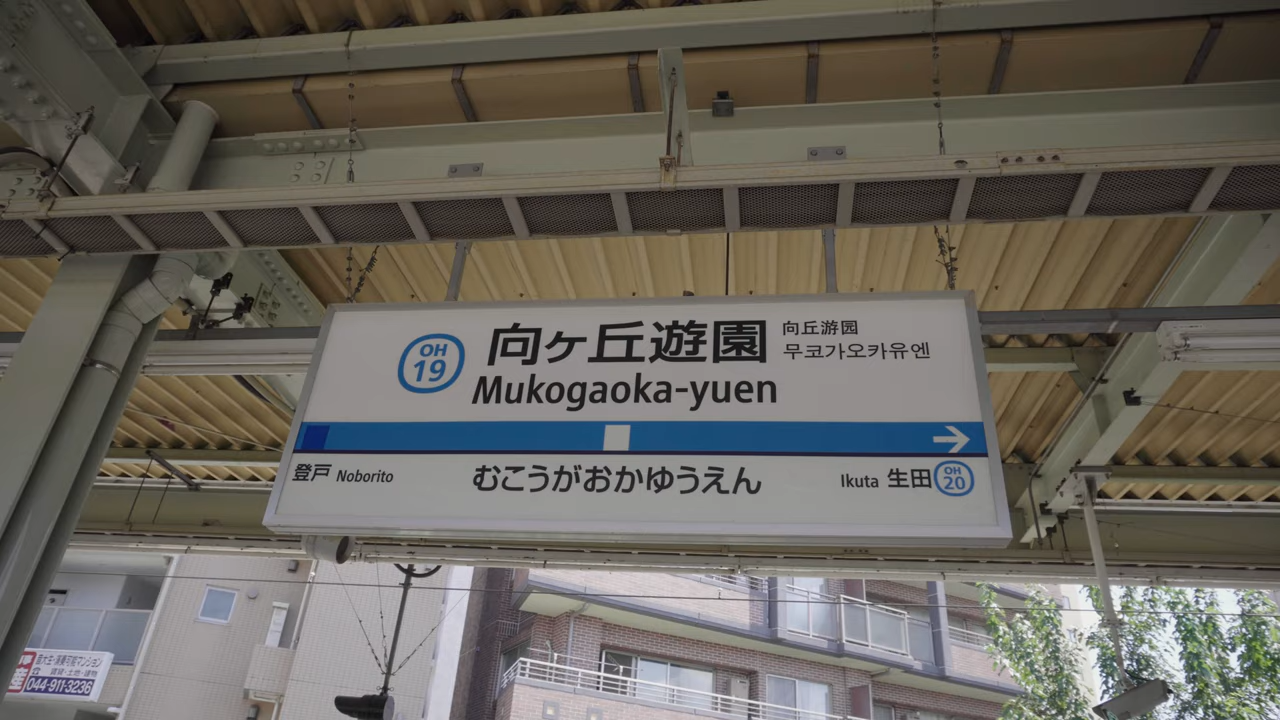 OH
19
向ヶ丘遊園
向丘游园
무코가오카유엔
Mukogaoka-yuen
登戸 Noborito
むこうがおかゆうえん
Ikuta 生田
OH
20
044-911-3236